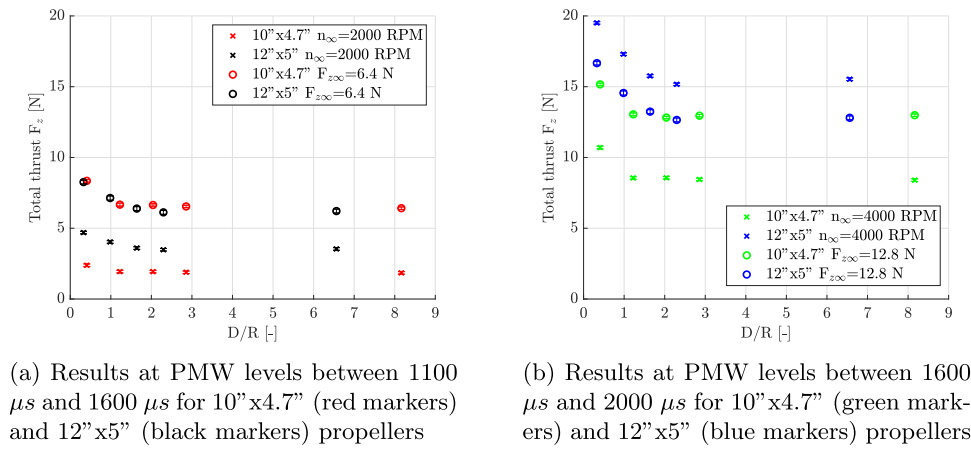 20
15
10
5
0
Total thrust F_z [N]
10"x4.7" n_∞=2000 RPM
12"x5" n_∞=2000 RPM
10"x4.7" F_z∞=6.4 N
12"x5" F_z∞=6.4 N
0 1 2 3 4 5 6 7 8 9
D/R [-]
(a) Results at PMW levels between 1100
μs and 1600 μs for 10"x4.7" (red markers)
and 12"x5" (black markers) propellers
20
15
10
5
0
Total thrust F_z [N]
10"x4.7" n_∞=4000 RPM
12"x5" n_∞=4000 RPM
10"x4.7" F_z∞=12.8 N
12"x5" F_z∞=12.8 N
0 1 2 3 4 5 6 7 8 9
D/R [-]
(b) Results at PMW levels between 1600
μs and 2000 μs for 10"x4.7" (green mark-
ers) and 12"x5" (blue markers) propellers